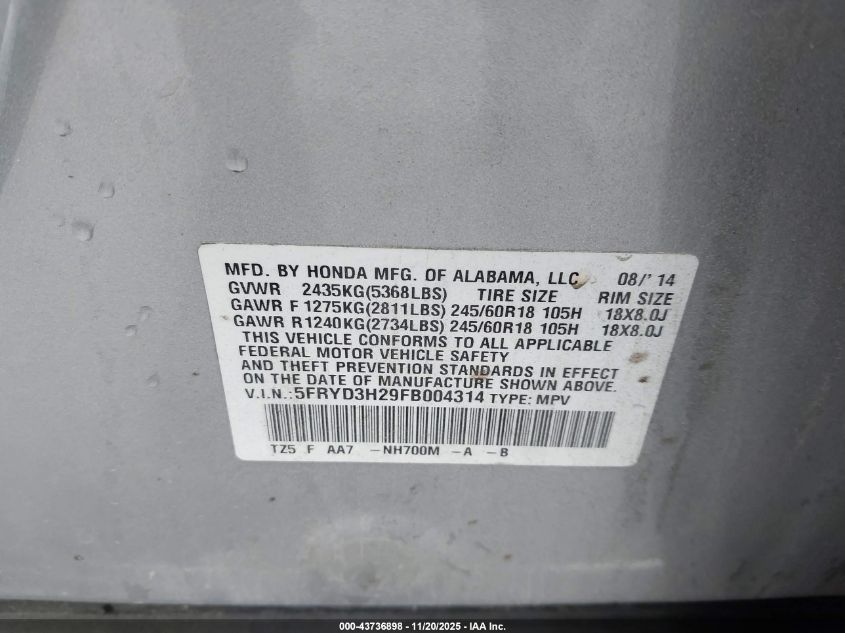 MFD. BY HONDA MFG. OF ALABAMA, LLC 08/'14
GVWR 2435KG(5368LBS) TIRE SIZE RIM SIZE
GAWR F 1275KG(2811LBS) 245/60R18 105H 18X8.0J
GAWR R1240KG(2734LBS) 245/60R18 105H 18X8.0J
THIS VEHICLE CONFORMS TO ALL APPLICABLE
FEDERAL MOTOR VEHICLE SAFETY
AND THEFT PREVENTION STANDARDS IN EFFECT
ON THE DATE OF MANUFACTURE SHOWN ABOVE.
V.I.N.: 5FRYD3H29FB004314 TYPE: MPV
TZ5 F AA7 -NH700M -A -B
000-43736898 - 11/20/2025 - IAA Inc.